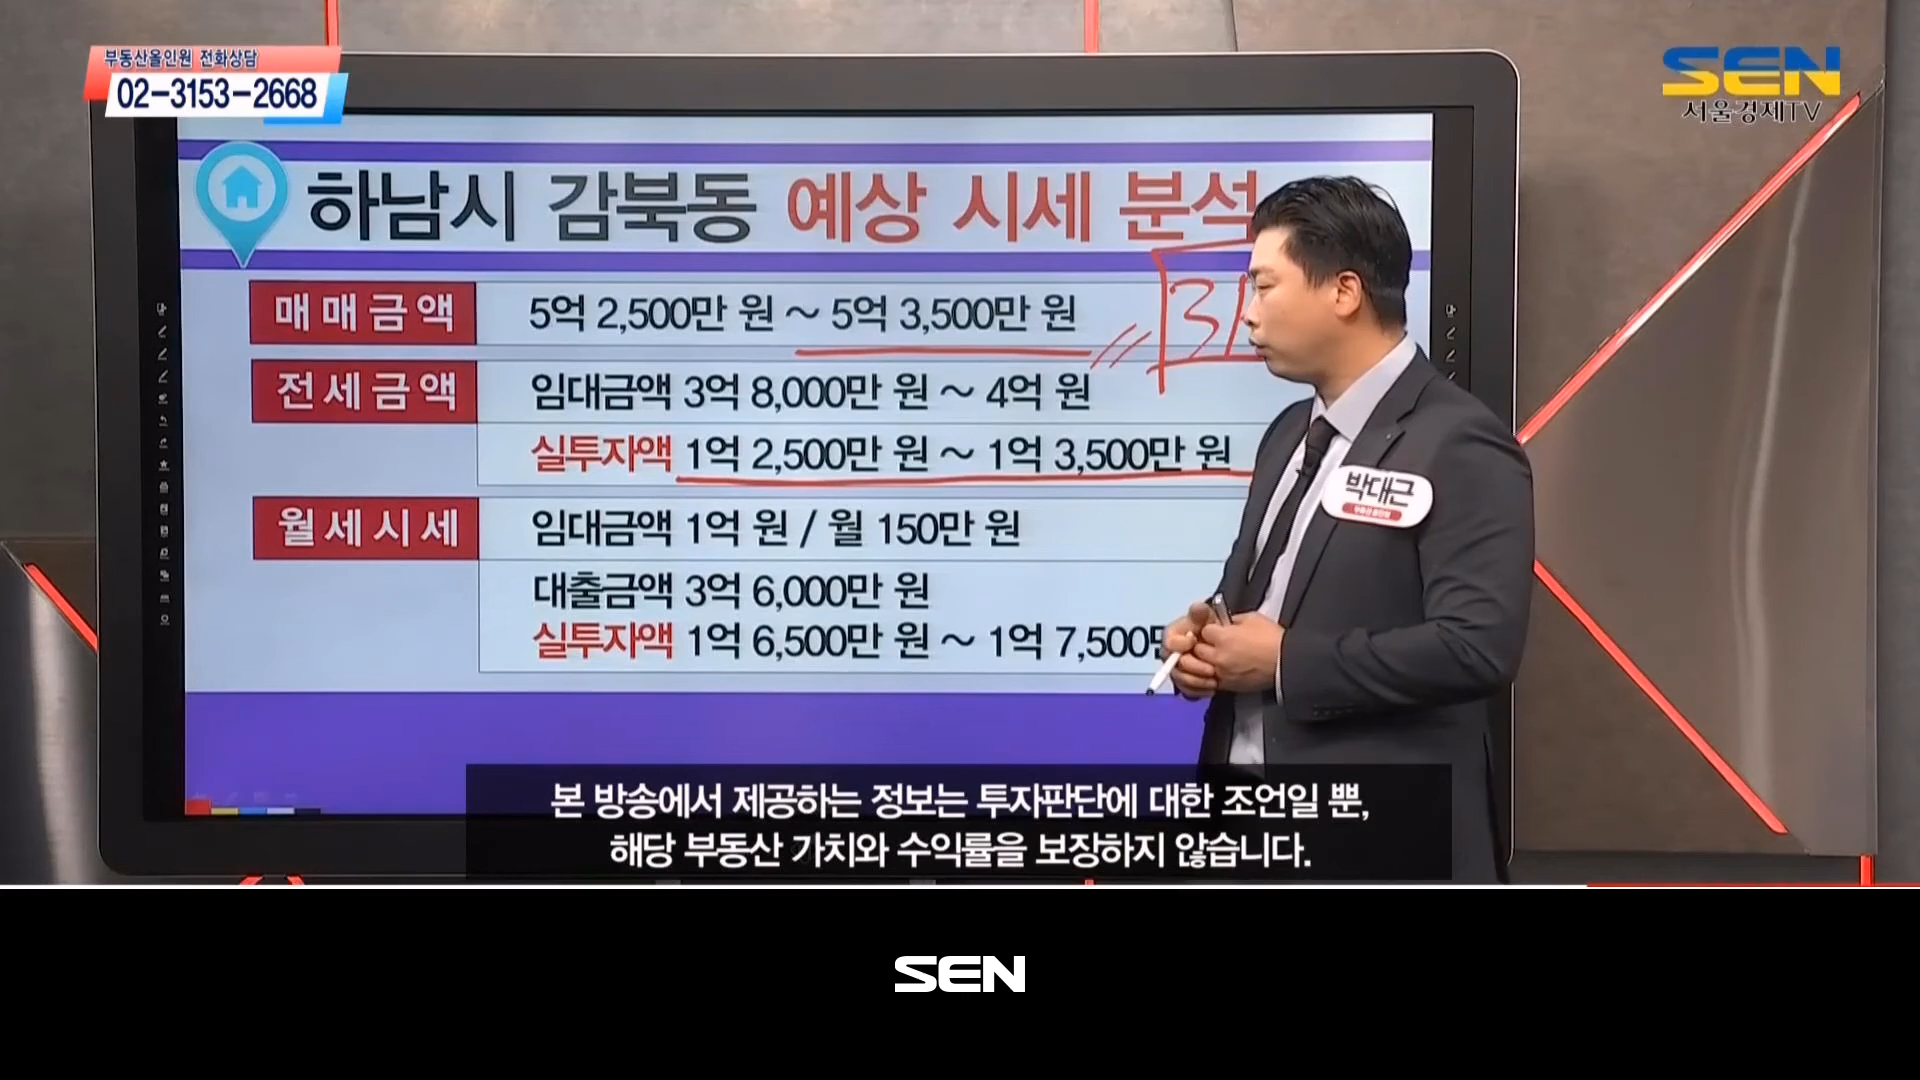 부동산올인원 전화상담
02-3153-2668
SEN
서울경제TV
하남시 감북동 예상 시세 분석
매매금액 5억 2,500만 원 ~ 5억 3,500만 원
전세금액 임대금액 3억 8,000만 원 ~ 4억 원
실투자액 1억 2,500만 원 ~ 1억 3,500만 원
박대근
월세시세 임대금액 1억 원 / 월 150만 원
대출금액 3억 6,000만 원
실투자액 1억 6,500만 원 ~ 1억 7,500만
본 방송에서 제공하는 정보는 투자판단에 대한 조언일 뿐,
해당 부동산 가치와 수익률을 보장하지 않습니다.
SEN